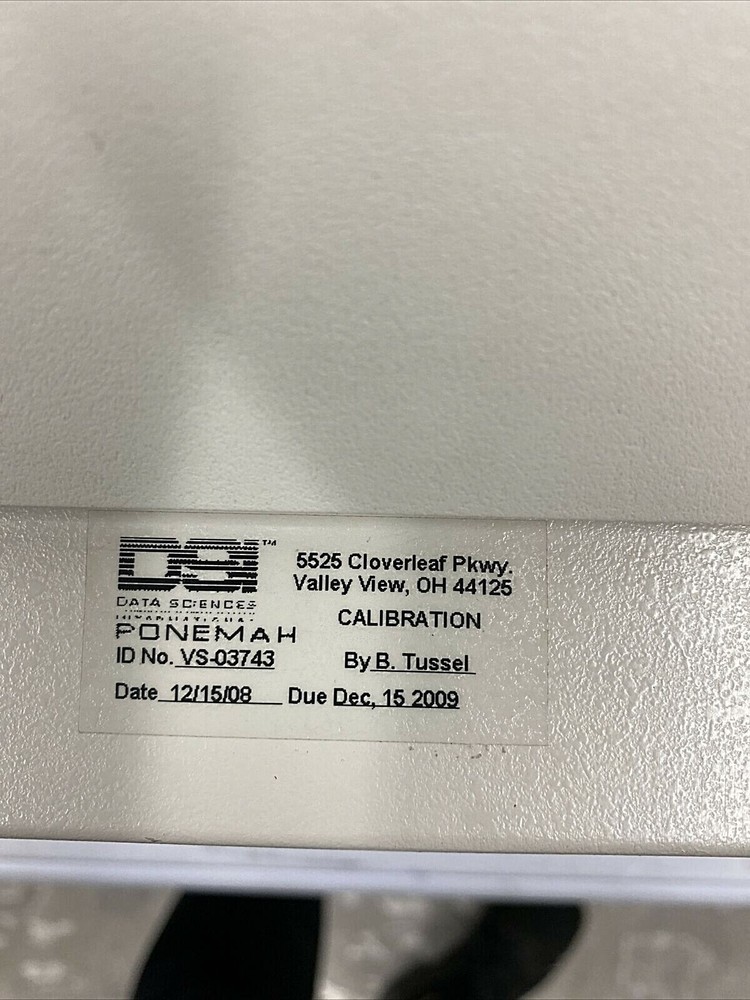 DSI™
DATA SCIENCES
PONEMAH
5525 Cloverleaf Pkwy.
Valley View, OH 44125
CALIBRATION
ID No. VS-03743 By B. Tussel
Date 12/15/08 Due Dec, 15 2009